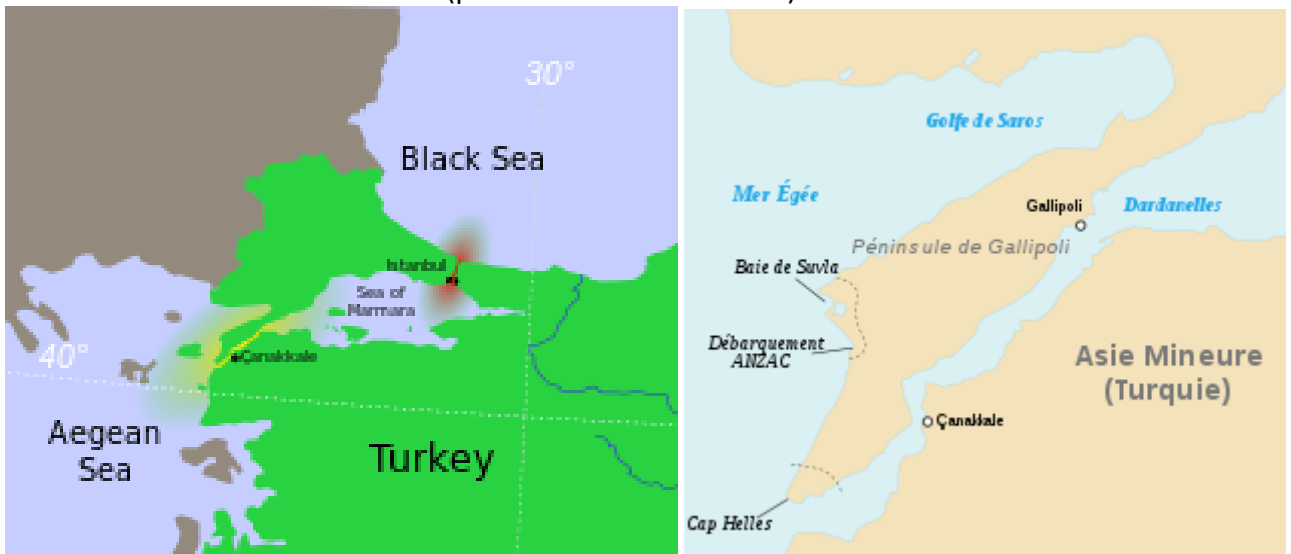 30°
Black Sea
Istanbul
Sea of
Marmara
40°
Çanakkale
Aegean
Sea
Turkey
Golfe de Saros
Mer Égée
Gallipoli
Dardanelles
Péninsule de Gallipoli
Baie de Suvla
Débarquement
ANZAC
Asie Mineure
(Turquie)
Çanakkale
Cap Hellès